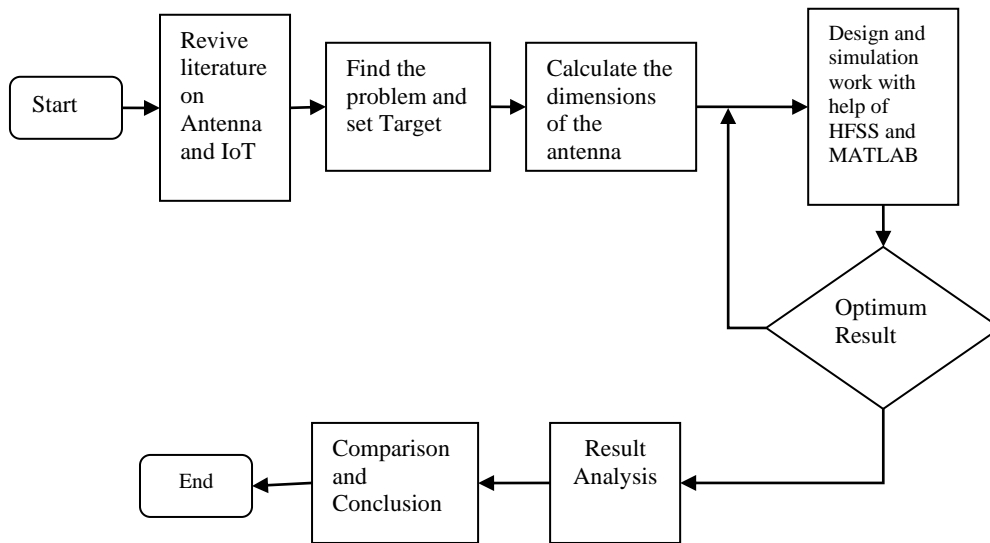 Start
Revive
literature
on
Antenna
and IoT
Find the
problem and
set Target
Calculate the
dimensions
of the
antenna
Design and
simulation
work with
help of
HFSS and
MATLAB
Optimum
Result
Result
Analysis
Comparison
and
Conclusion
End